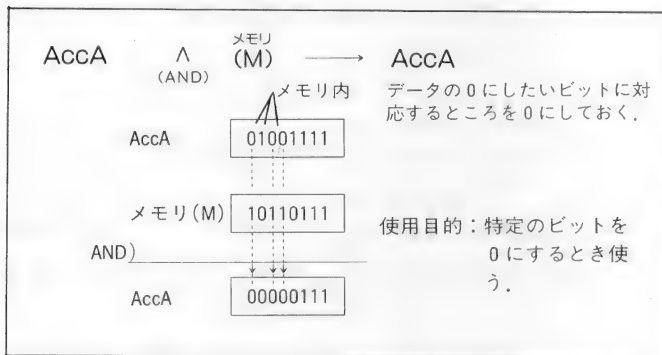 メモリ
AccA ∧ (M) → AccA
(AND)
データの0にしたいビットに対
応するところを0にしておく.
メモリ内
AccA 01001111
メモリ(M) 10110111
使用目的:特定のビットを
0にするとき使
う.
AND)
AccA 00000111